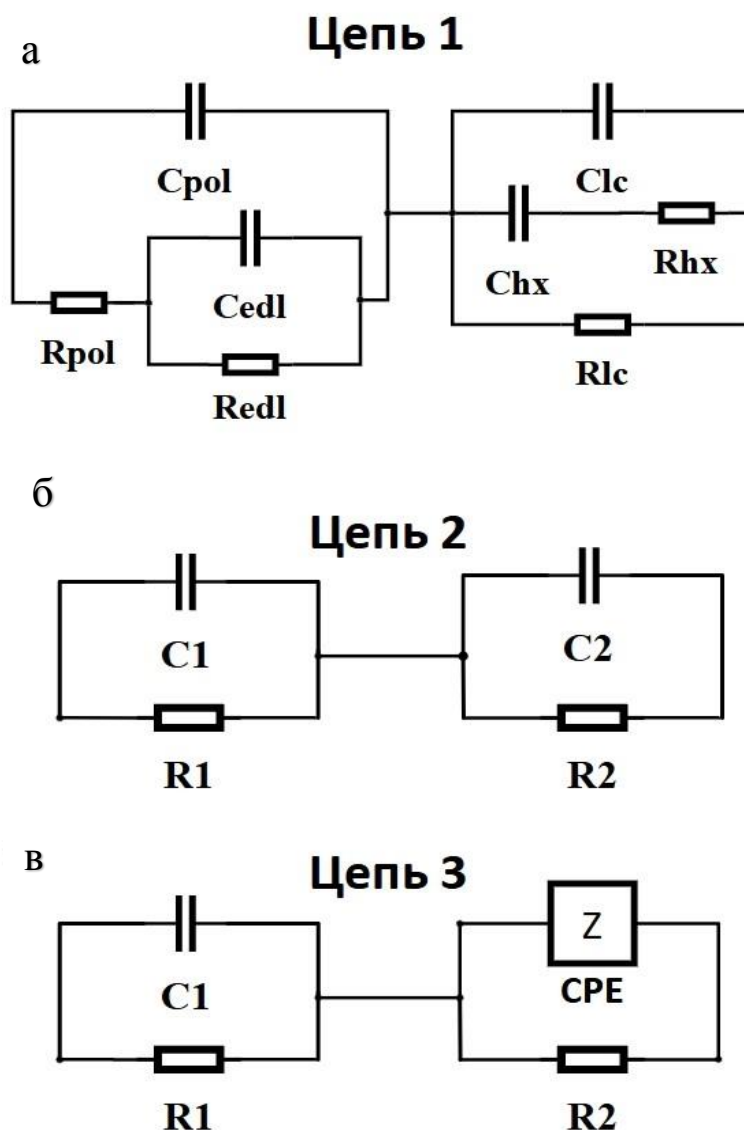 а
Цепь 1
Cpol
Clc
Cedl
Chx
Rhx
Rpol
Redl
Rlc
б
Цепь 2
C1
C2
R1
R2
в
Цепь 3
C1
Z
CPE
R1
R2